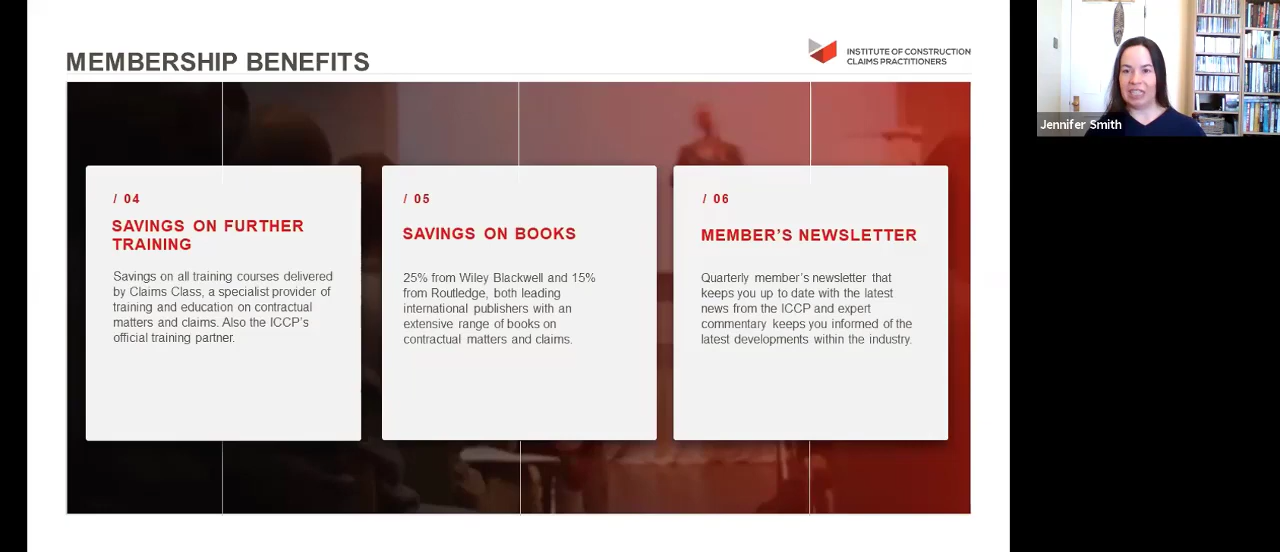 MEMBERSHIP BENEFITS
INSTITUTE OF CONSTRUCTION
CLAIMS PRACTITIONERS
/ 04
SAVINGS ON FURTHER
TRAINING
Savings on all training courses delivered
by Claims Class, a specialist provider of
training and education on contractual
matters and claims. Also the ICCP's
official training partner.
/ 05
SAVINGS ON BOOKS
25% from Wiley Blackwell and 15%
from Routledge, both leading
international publishers with an
extensive range of books on
contractual matters and claims.
/ 06
MEMBER'S NEWSLETTER
Quarterly member's newsletter that
keeps you up to date with the latest
news from the ICCP and expert
commentary keeps you informed of the
latest developments within the industry.
Jennifer Smith